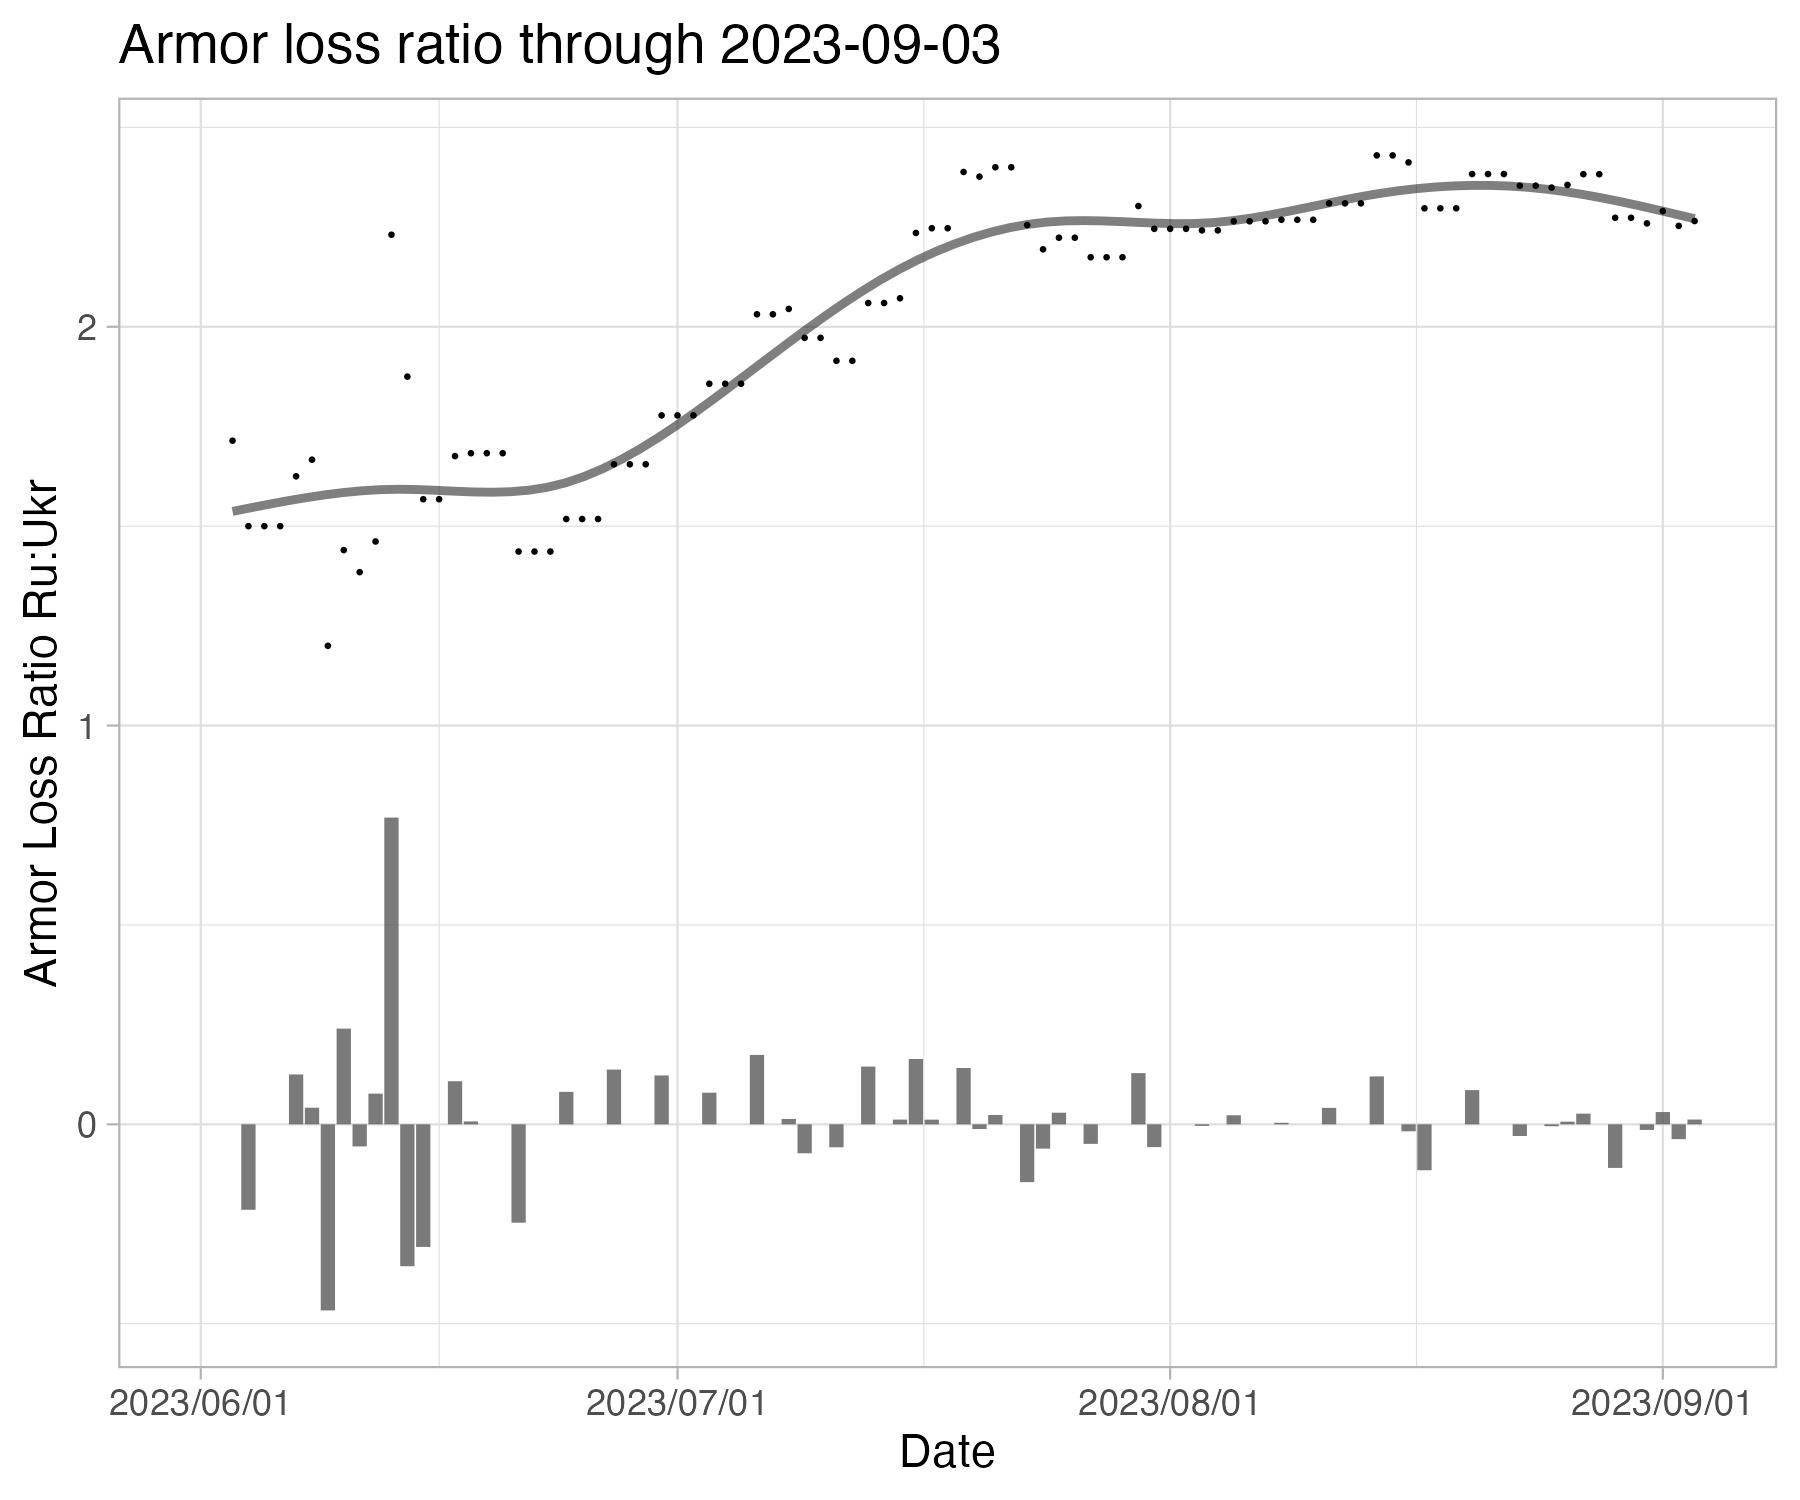 Armor loss ratio through 2023-09-03
Armor Loss Ratio Ru:Ukr
2
1
0
2023/06/01
2023/07/01
2023/08/01
2023/09/01
Date